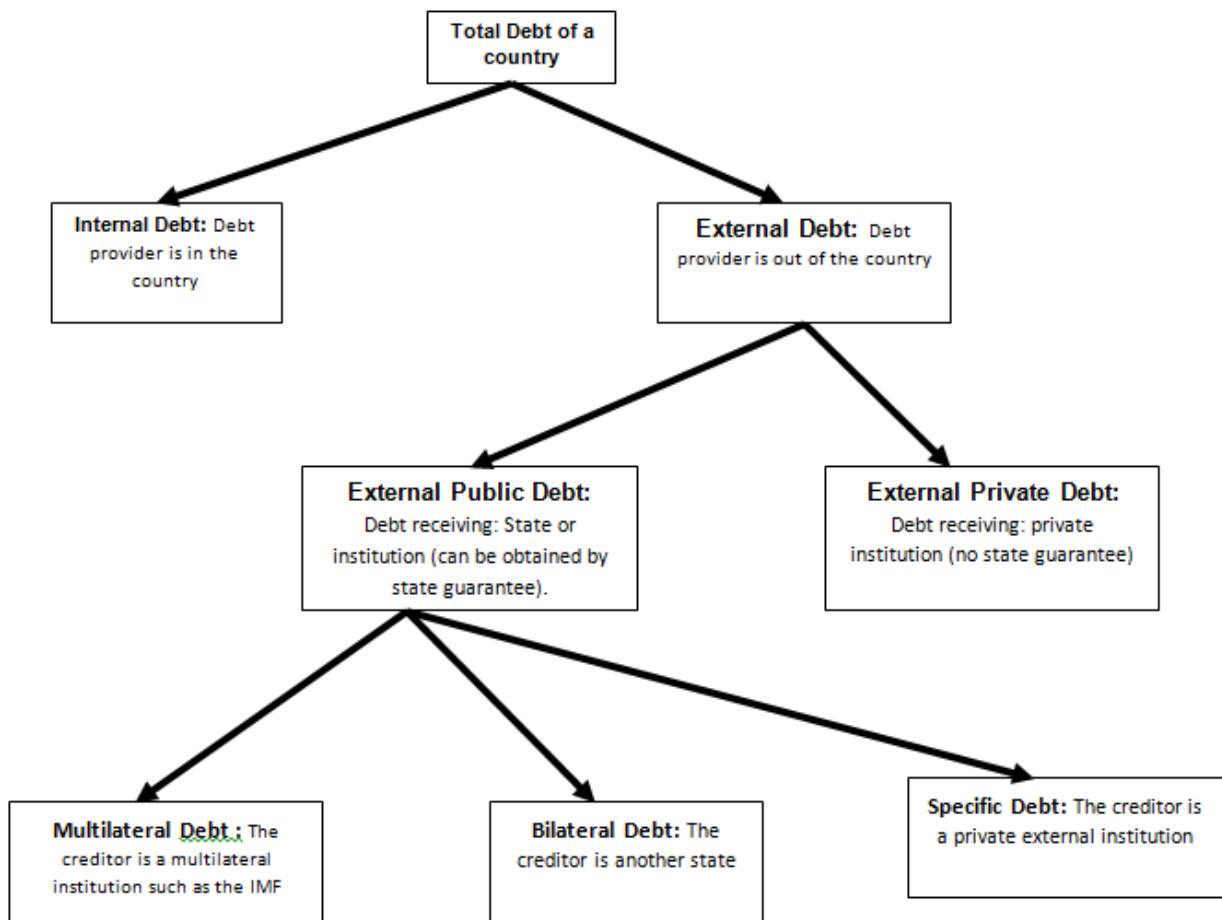 Total Debt of a
country
Internal Debt: Debt
provider is in the
country
External Debt: Debt
provider is out of the country
External Public Debt:
Debt receiving: State or
institution (can be obtained by
state guarantee).
External Private Debt:
Debt receiving: private
institution (no state guarantee)
Multilateral Debt : The
creditor is a multilateral
institution such as the IMF
Bilateral Debt: The
creditor is another state
Specific Debt: The creditor is
a private external institution